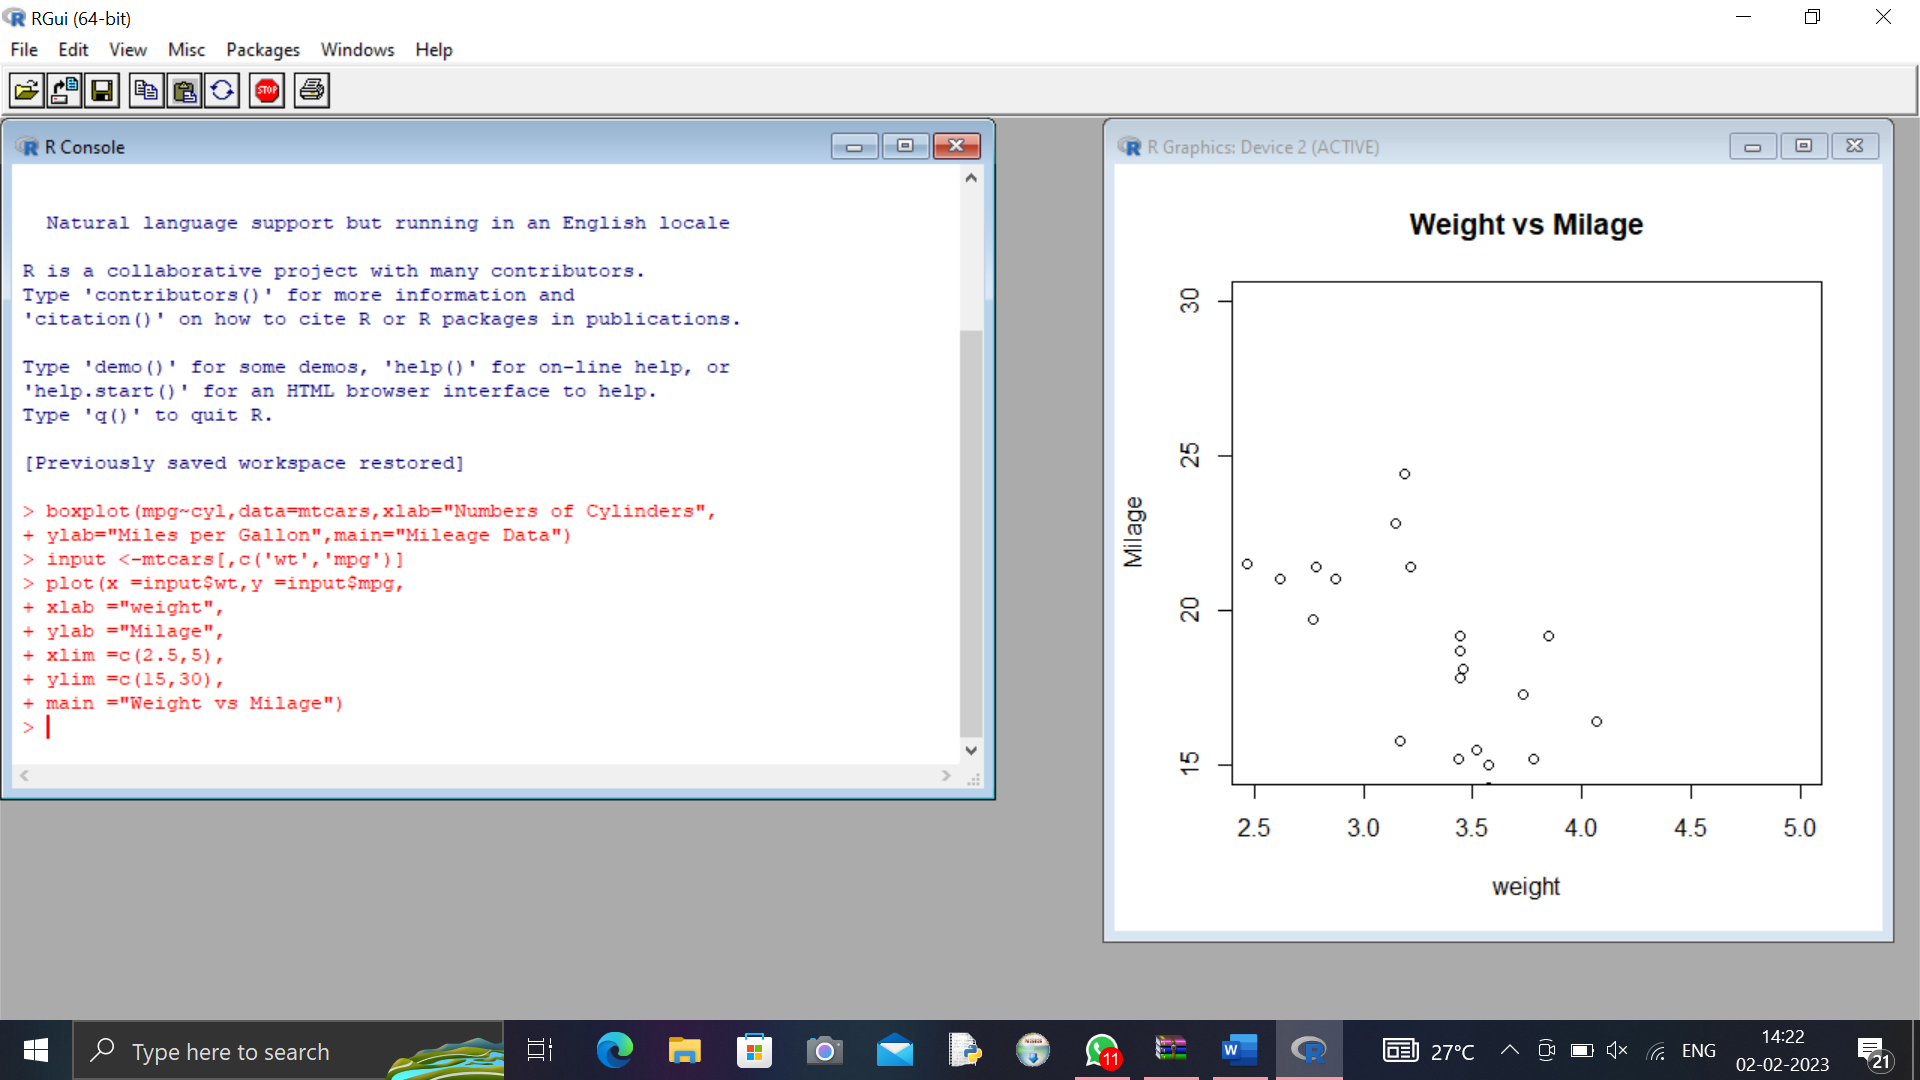 RGui (64-bit)
File Edit View Misc Packages Windows Help
STOP
R Console
Natural language support but running in an English locale
R is a collaborative project with many contributors.
Type 'contributors()' for more information and
'citation()' on how to cite R or R packages in publications.
Type 'demo()' for some demos, 'help()' for on-line help, or
'help.start()' for an HTML browser interface to help.
Type 'q()' to quit R.
[Previously saved workspace restored]
> boxplot(mpg~cyl,data=mtcars,xlab="Numbers of Cylinders",
+ ylab="Miles per Gallon",main="Mileage Data")
> input <-mtcars[,c('wt','mpg')]
> plot(x =input$wt,y =input$mpg,
+ xlab ="weight",
+ ylab ="Milage",
+ xlim =c(2.5,5),
+ ylim =c(15,30),
+ main ="Weight vs Milage")
>
R Graphics: Device 2 (ACTIVE)
Weight vs Milage
30
25
20
15
Milage
2.5 3.0 3.5 4.0 4.5 5.0
weight
Type here to search
11
W
R
27°C
ENG
14:22
02-02-2023
21